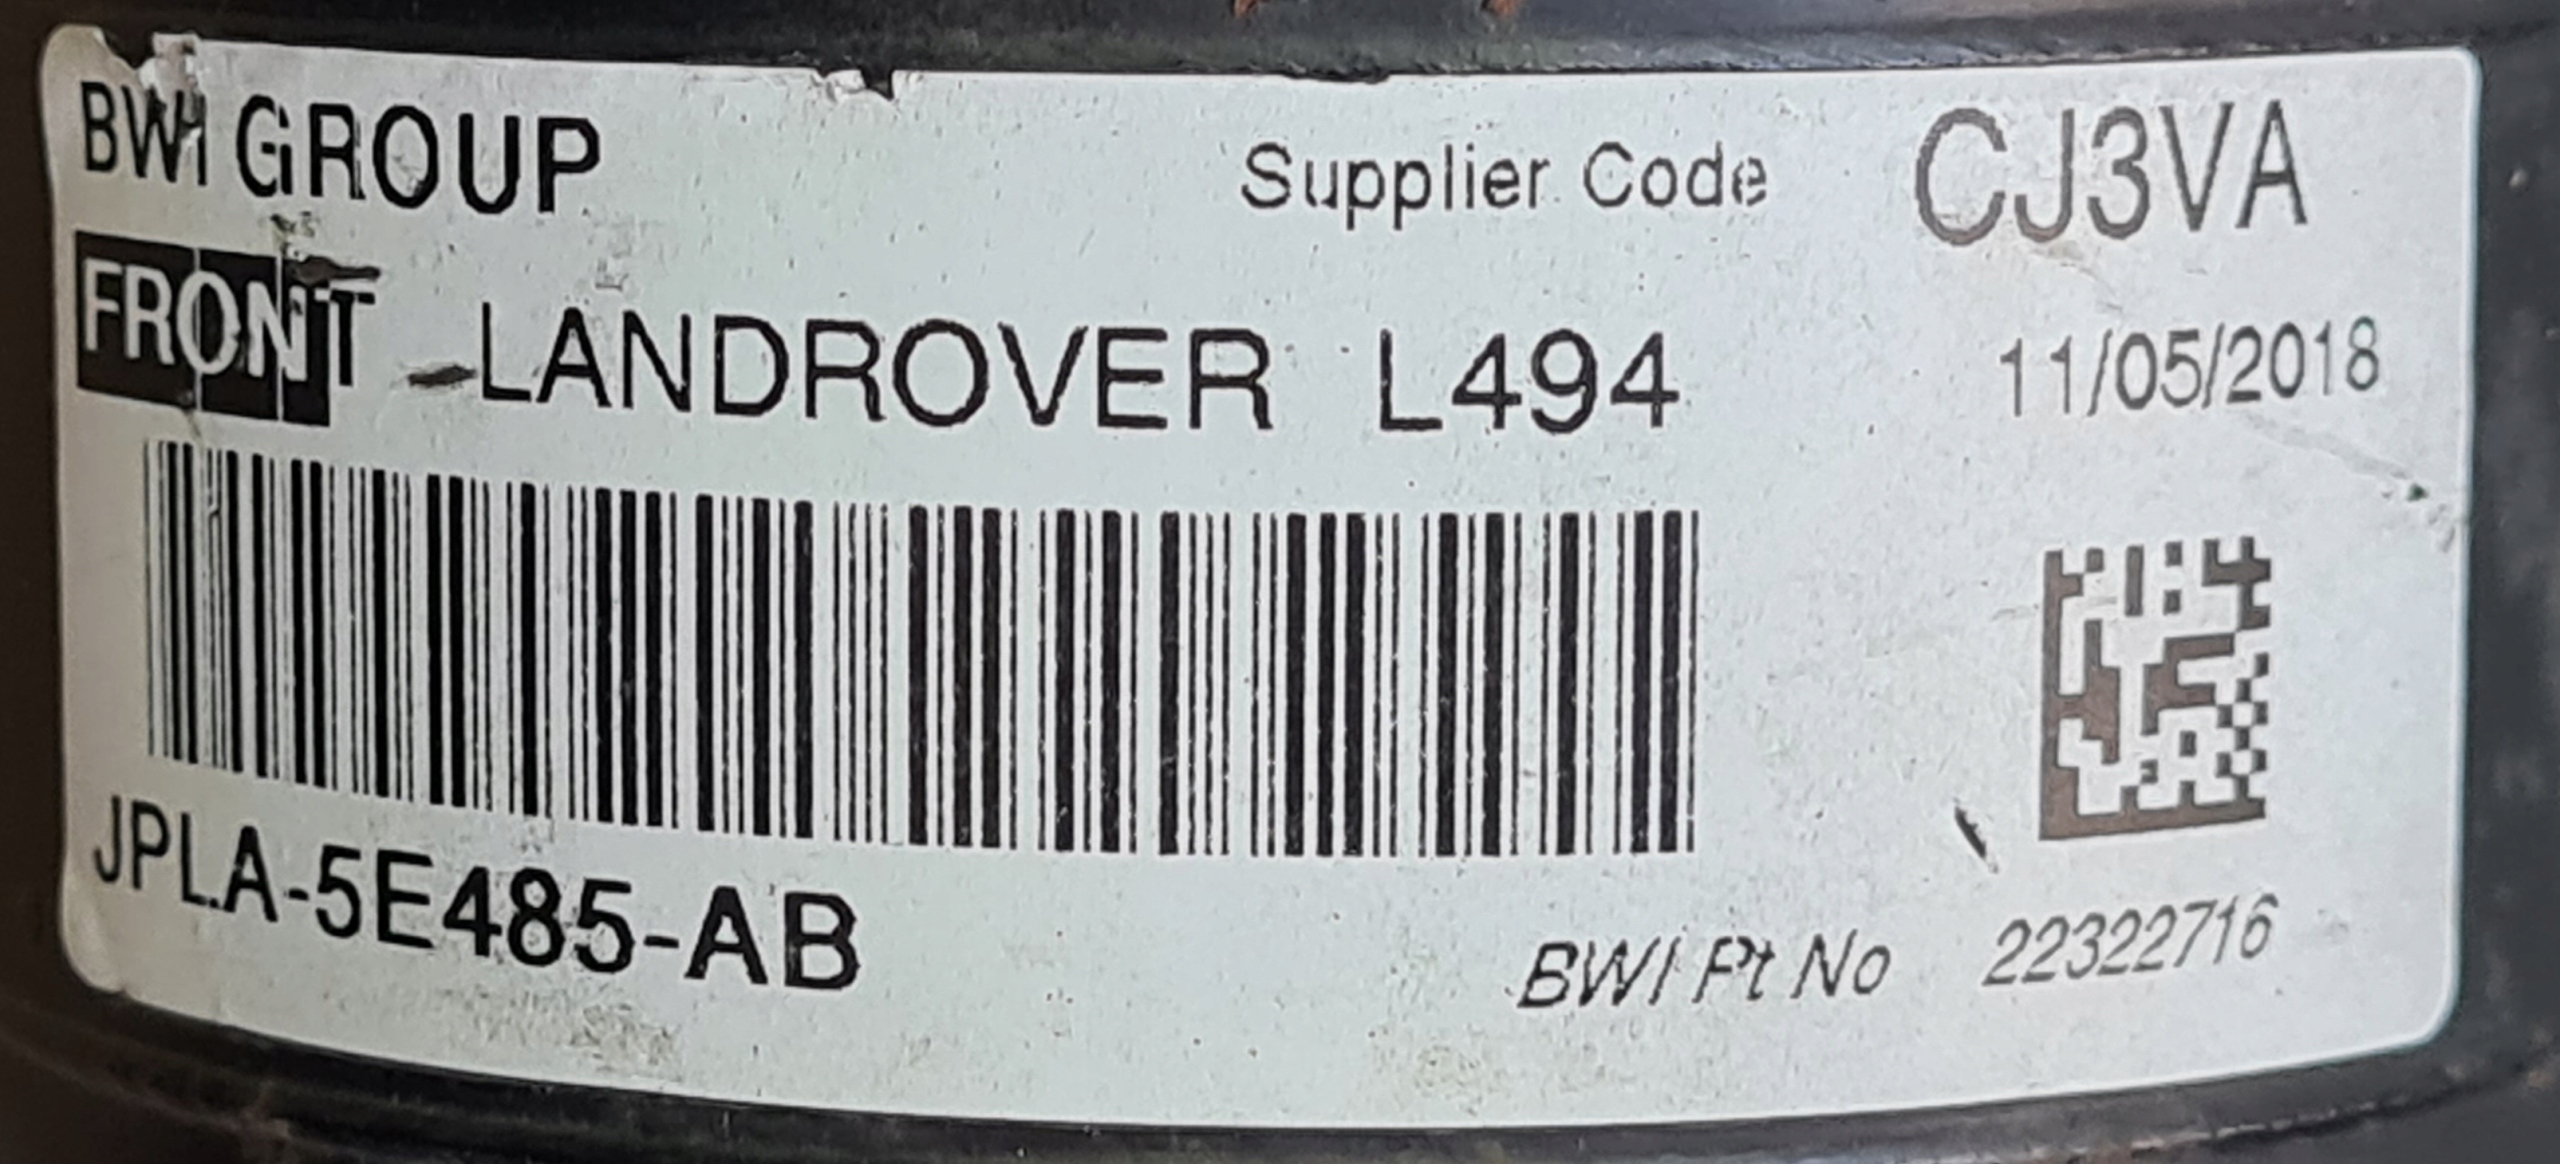 BWI GROUP Supplier Code CJ3VA
FRONT LANDROVER L494 11/05/2018
JPLA-5E485-AB
BWI Pt No 22322716